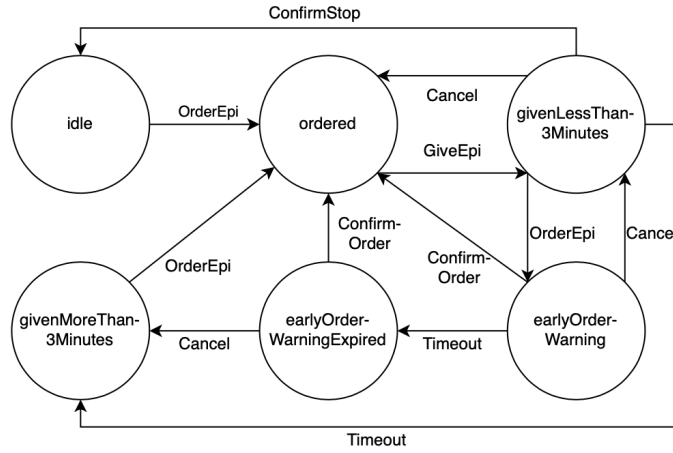 ConfirmStop
idle
OrderEpi
ordered
Cancel
givenLessThan-
3Minutes
GiveEpi
OrderEpi
Cance
Confirm-
Order
Confirm-
Order
OrderEpi
givenMoreThan-
3Minutes
Cancel
earlyOrder-
WarningExpired
Timeout
earlyOrder-
Warning
Timeout